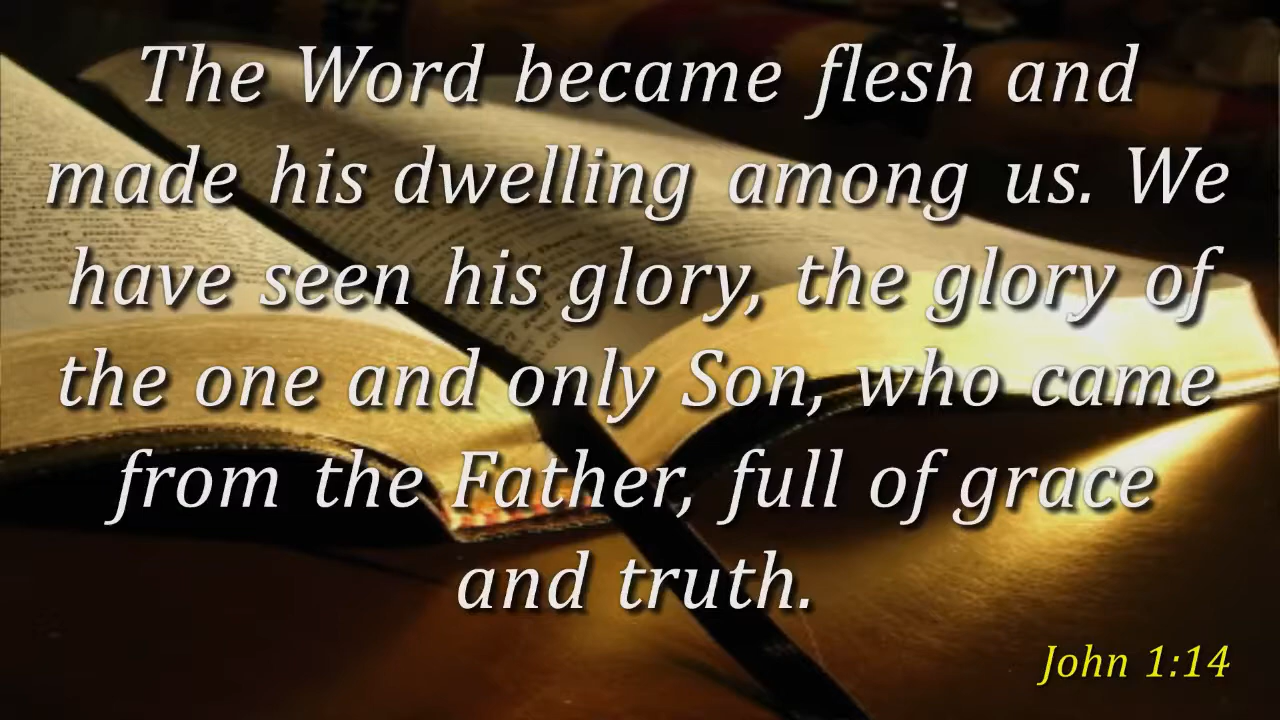 The Word became flesh and
made his dwelling among us. We
have seen his glory, the glory of
the one and only Son, who came
from the Father, full of grace
and truth.
John 1:14